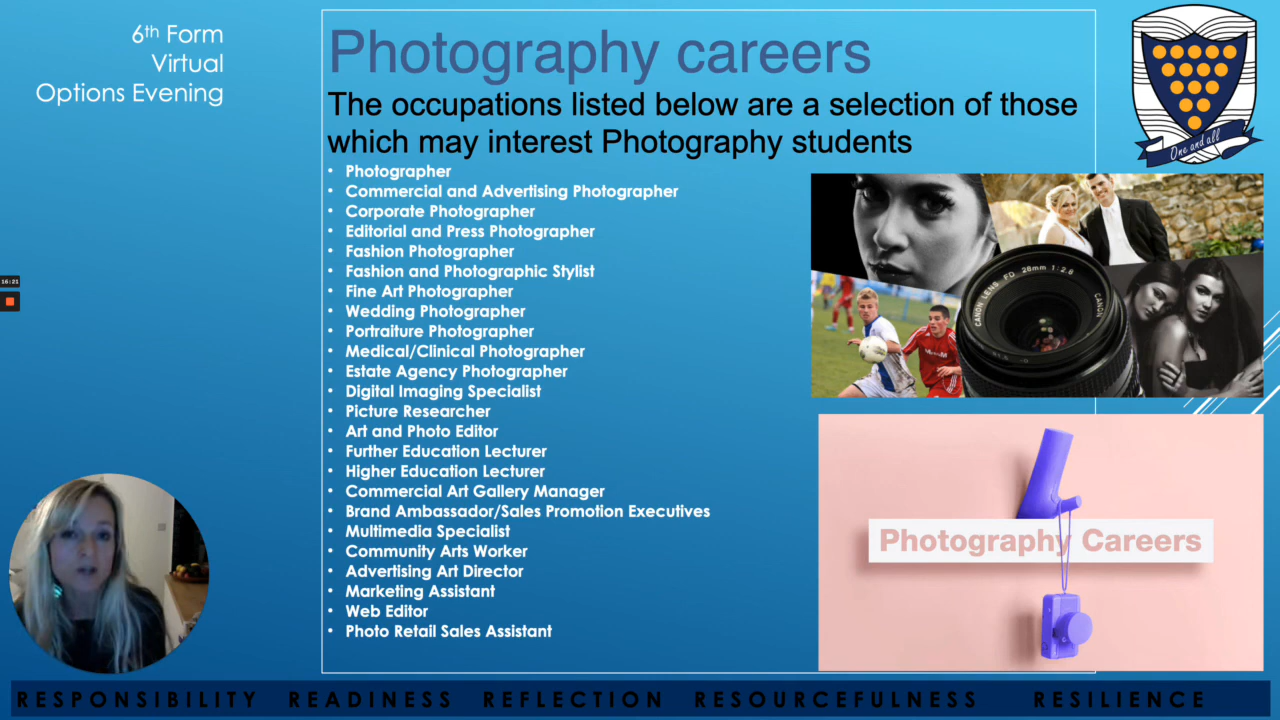 6th Form
Virtual
Options Evening
Photography careers
The occupations listed below are a selection of those
which may interest Photography students
• Photographer
• Commercial and Advertising Photographer
• Corporate Photographer
• Editorial and Press Photographer
• Fashion Photographer
• Fashion and Photographic Stylist
• Fine Art Photographer
• Wedding Photographer
• Portraiture Photographer
• Medical/Clinical Photographer
• Estate Agency Photographer
• Digital Imaging Specialist
• Picture Researcher
• Art and Photo Editor
• Further Education Lecturer
• Higher Education Lecturer
• Commercial Art Gallery Manager
• Brand Ambassador/Sales Promotion Executives
• Multimedia Specialist
• Community Arts Worker
• Advertising Art Director
• Marketing Assistant
• Web Editor
• Photo Retail Sales Assistant
One and all
CANON LENS FD 28mm 1:2.8
CANON
Photography Careers
16:21
RESPONSIBILITY READINESS REFLECTION RESOURCEFULNESS RESILIENCE